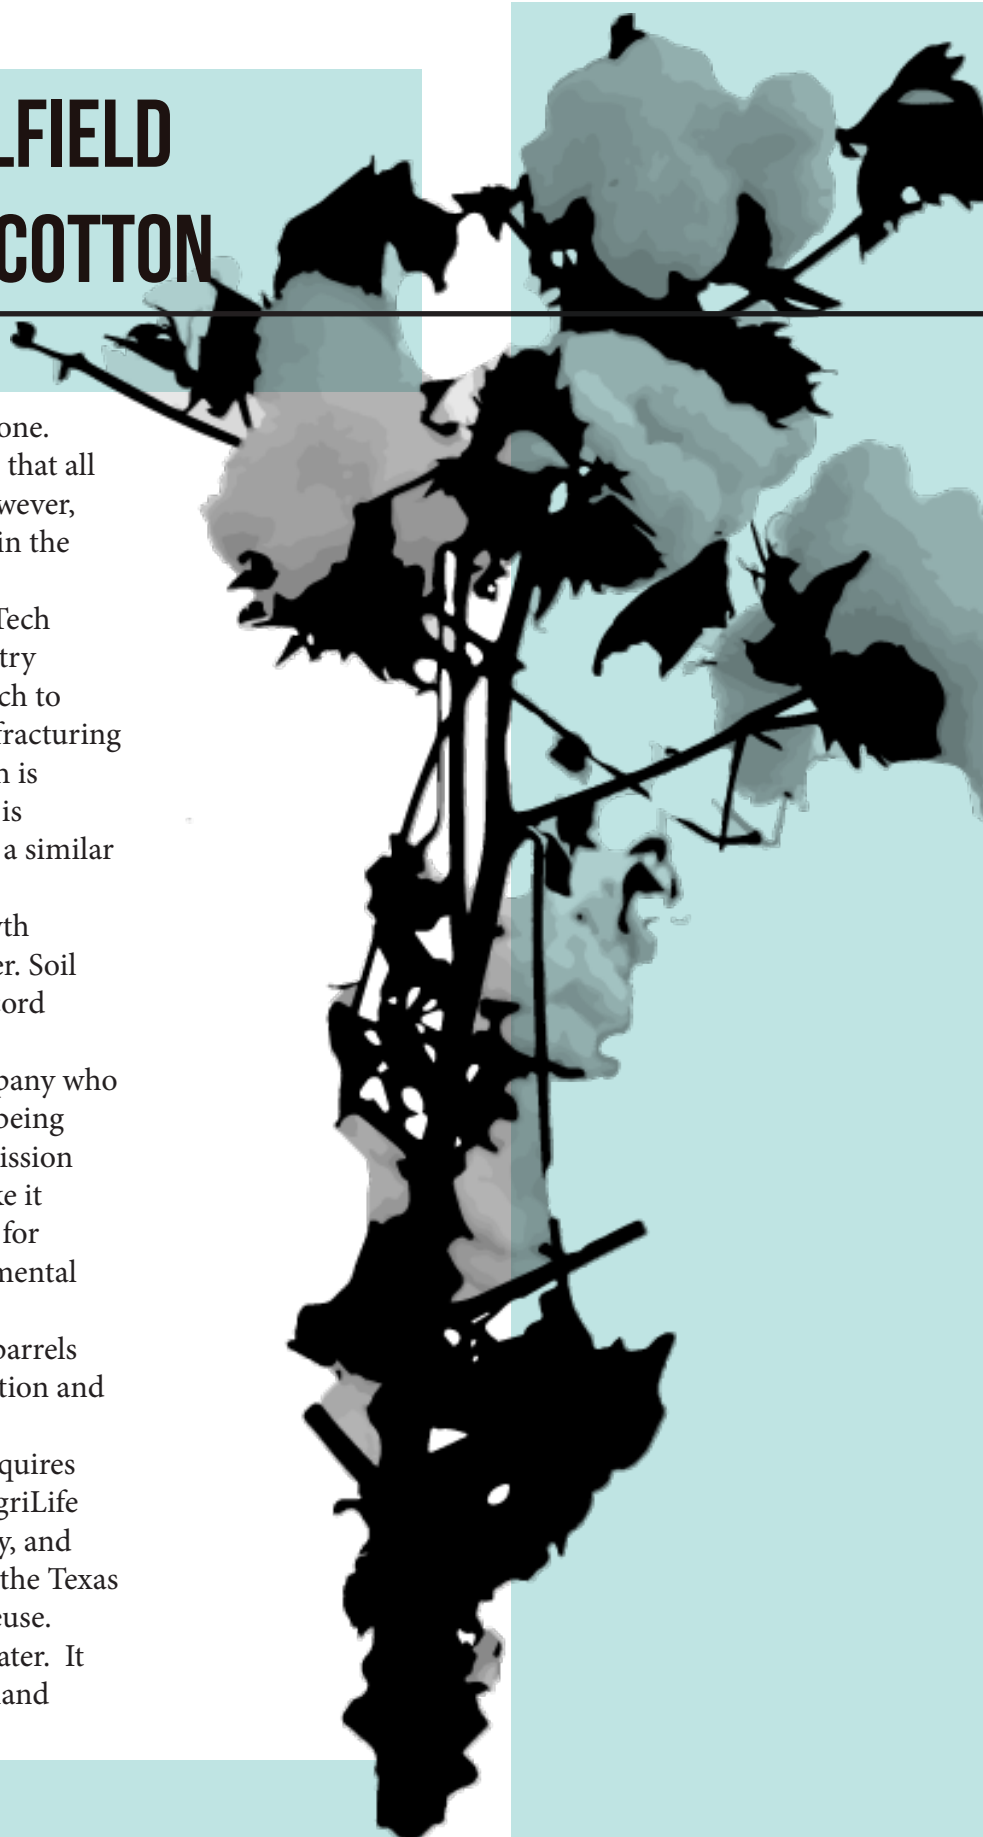 LFIELD
COTTON
one.
that all
wever,
in the
Tech
try
ch to
fracturing
n is
is
a similar
th
er. Soil
ord
pany who
being
ission
ke it
for
mental
barrels
tion and
quires
griLife
y, and
the Texas
euse.
ater.  It
and